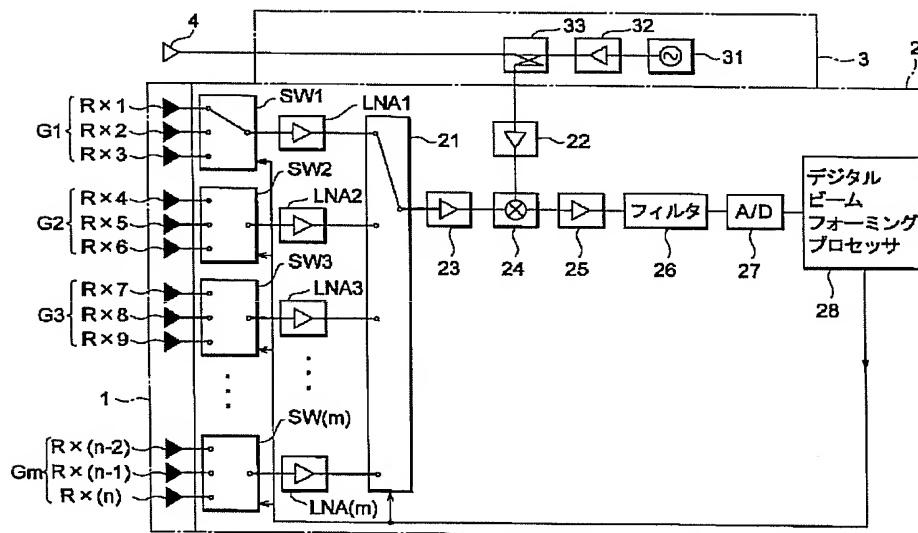 4
33
32
31
3
2
G1
R×1
R×2
R×3
SW1
LNA1
21
22
G2
R×4
R×5
R×6
SW2
LNA2
23
24
25
フィルタ
26
A/D
27
デジタル
ビーム
フォーミング
プロセッサ
28
G3
R×7
R×8
R×9
SW3
LNA3
1
Gm
R×(n-2)
R×(n-1)
R×(n)
SW(m)
LNA(m)